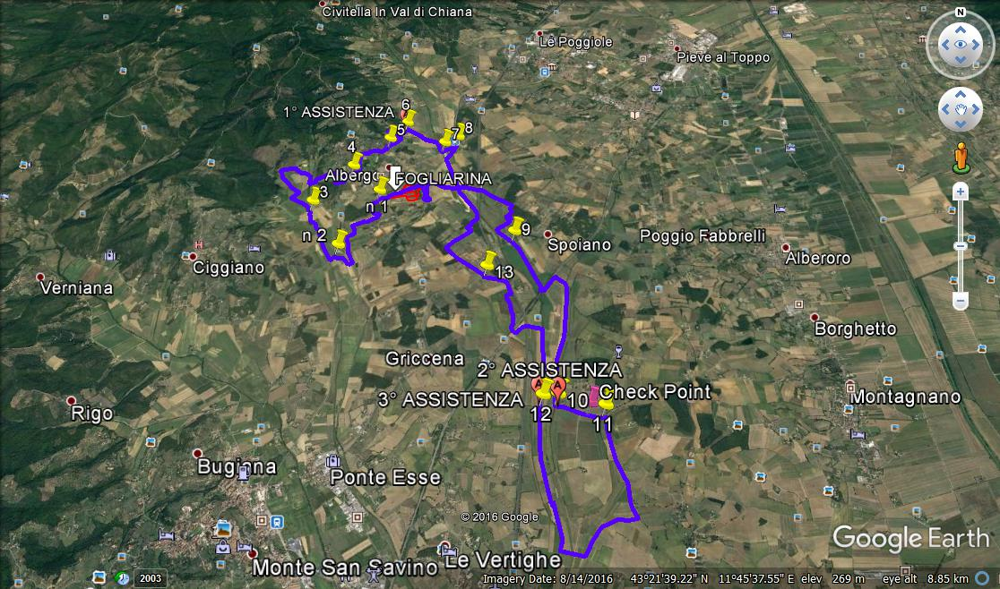 Civitella In Val di Chiana
N
Le Poggiole
Pieve al Toppo
6
1° ASSISTENZA
5
7
8
4
Albergo
FOGLIARINA
3
n 1
9
n 2
H
Spoiano
Poggio Fabbrelli
Ciggiano
Alberoro
13
Verniana
Borghetto
Griccena
2° ASSISTENZA
A
A
3° ASSISTENZA
10
Check Point
Montagnano
12
11
Rigo
Bugiana
Ponte Esse
© 2016 Google
Google Earth
Monte San Savino
Le Vertighe
2003
Imagery Date: 8/14/2016 43°21'39.22" N 11°45'37.55" E elev 269 m eye alt 8.85 km